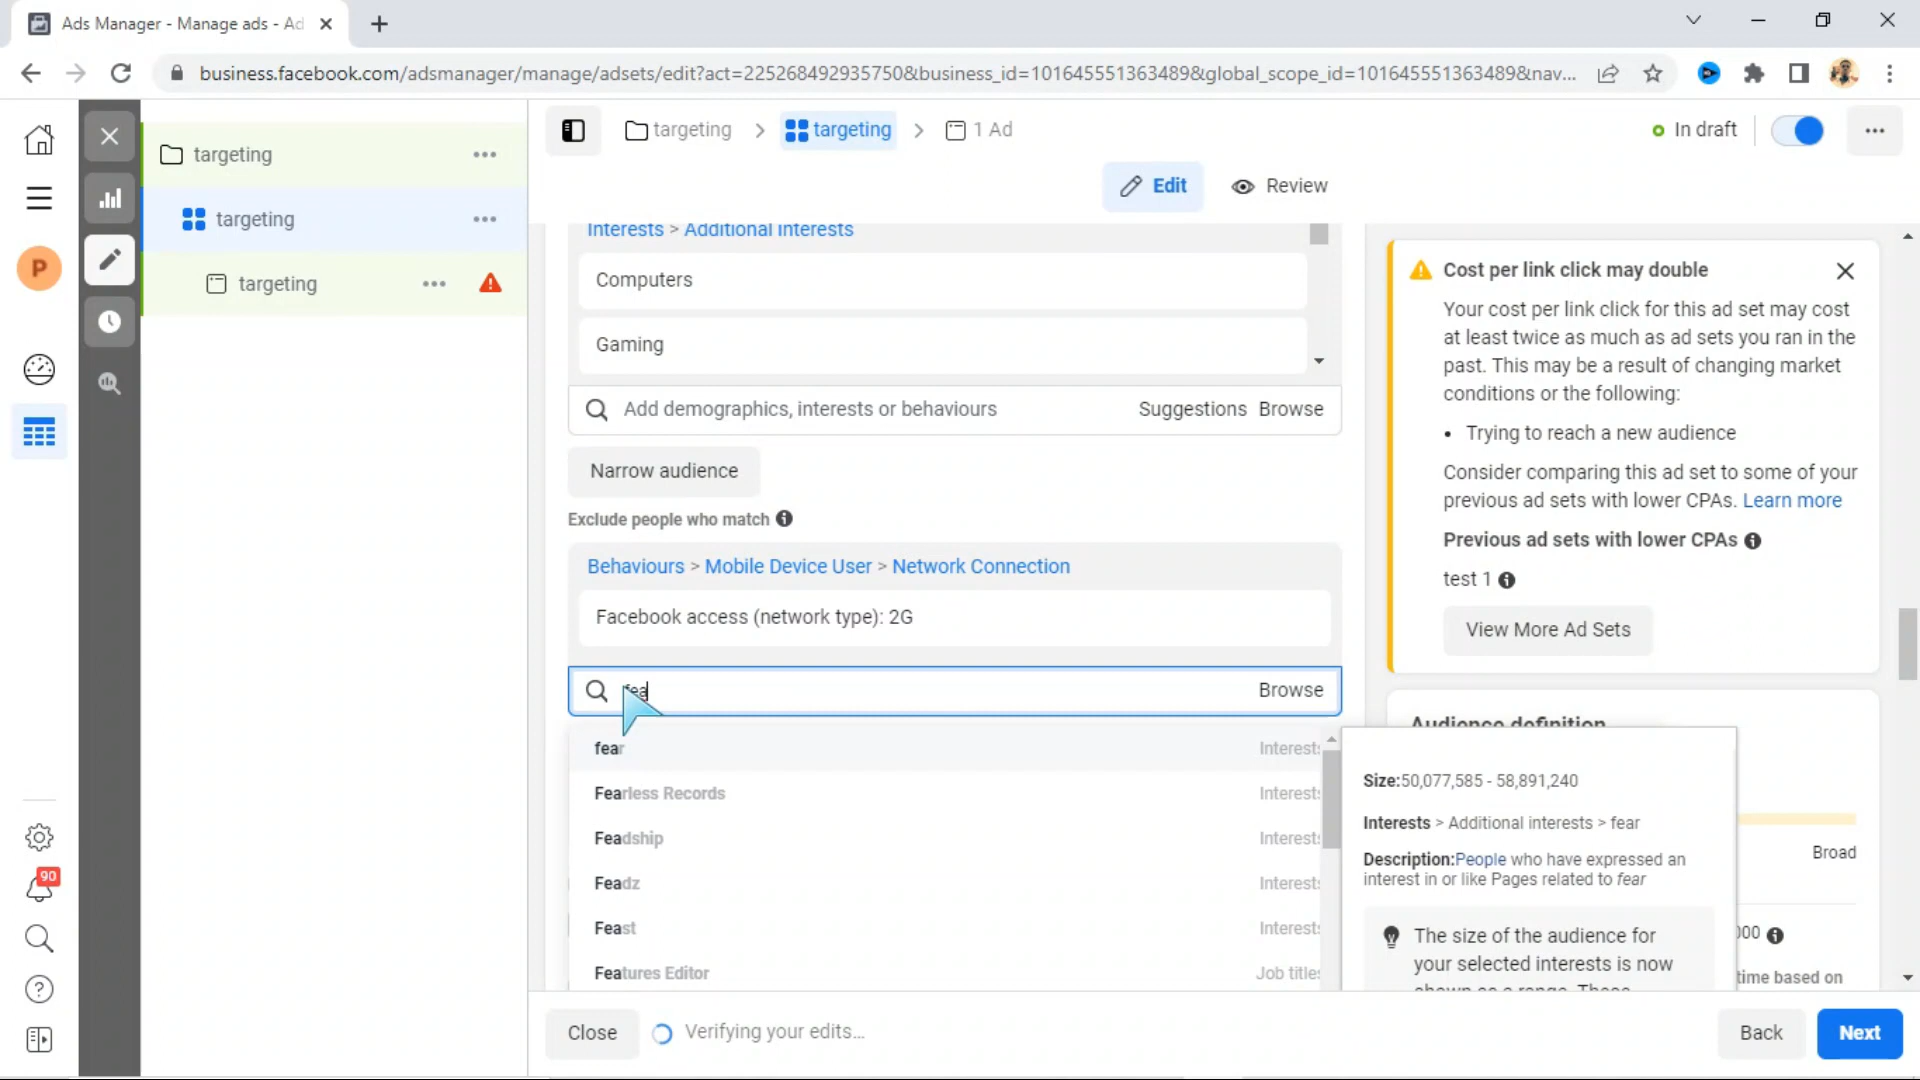 Ads Manager - Manage ads - Ad
business.facebook.com/adsmanager/manage/adsets/edit?act=225268492935750&business_id=101645551363489&global_scope_id=101645551363489&nav...
P
90
targeting
targeting
targeting
targeting > targeting > 1 Ad
In draft
Edit
Review
Interests > Additional Interests
Computers
Gaming
Add demographics, interests or behaviours
Suggestions Browse
Narrow audience
Exclude people who match
Behaviours > Mobile Device User > Network Connection
Facebook access (network type): 2G
fea
Browse
fear Interests
Fearless Records Interests
Feadship Interests
Feadz Interests
Feast Interests
Features Editor Job titles
Close
Verifying your edits...
Back
Next
Cost per link click may double
Your cost per link click for this ad set may cost
at least twice as much as ad sets you ran in the
past. This may be a result of changing market
conditions or the following:
• Trying to reach a new audience
Consider comparing this ad set to some of your
previous ad sets with lower CPAs. Learn more
Previous ad sets with lower CPAs
test 1
View More Ad Sets
Audience definition
Size:50,077,585 - 58,891,240
Interests > Additional interests > fear
Description:People who have expressed an
interest in or like Pages related to fear
The size of the audience for
your selected interests is now
shown as a range. These
Broad
000
time based on